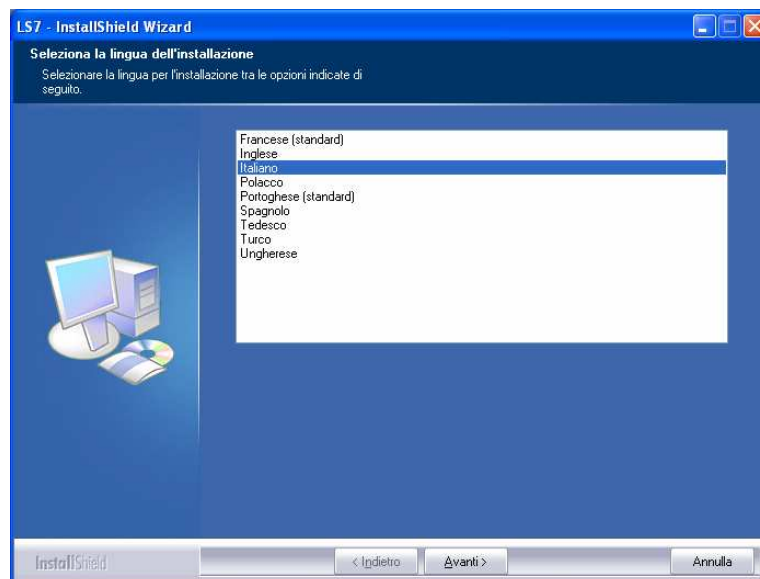 LS7 - InstallShield Wizard
Seleziona la lingua dell'installazione
Selezionare la lingua per l'installazione tra le opzioni indicate di
seguito.
Francese (standard)
Inglese
Italiano
Polacco
Portoghese (standard)
Spagnolo
Tedesco
Turco
Ungherese
InstallShield
< Indietro
Avanti >
Annulla